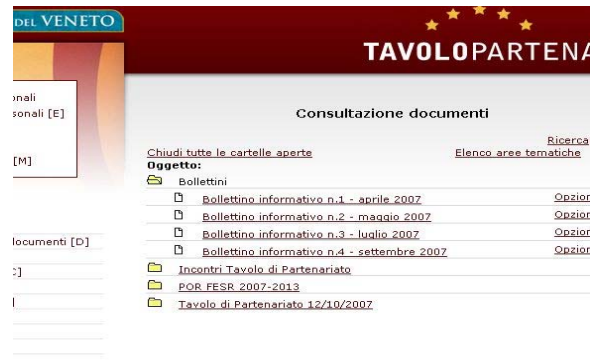 DEL VENETO
TAVOLOPARTENA
onali
sonali [E]
[M]
documenti [D]
Consultazione documenti
Ricerca
Chiudi tutte le cartelle aperte Elenco aree tematiche
Oggetto:
Bollettini
Bollettino informativo n.1 - aprile 2007 Opzion
Bollettino informativo n.2 - maggio 2007 Opzion
Bollettino informativo n.3 - luglio 2007 Opzion
Bollettino informativo n.4 - settembre 2007 Opzion
Incontri Tavolo di Partenariato
POR FESR 2007-2013
Tavolo di Partenariato 12/10/2007